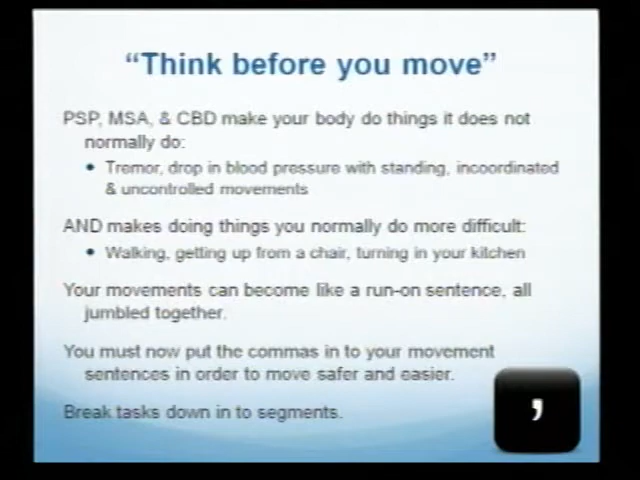 “Think before you move”
PSP, MSA, & CBD make your body do things it does not
normally do:
• Tremor, drop in blood pressure with standing, incoordinated
& uncontrolled movements
AND makes doing things you normally do more difficult:
• Walking, getting up from a chair, turning in your kitchen
Your movements can become like a run-on sentence, all
jumbled together.
You must now put the commas in to your movement
sentences in order to move safer and easier.
Break tasks down in to segments.
,